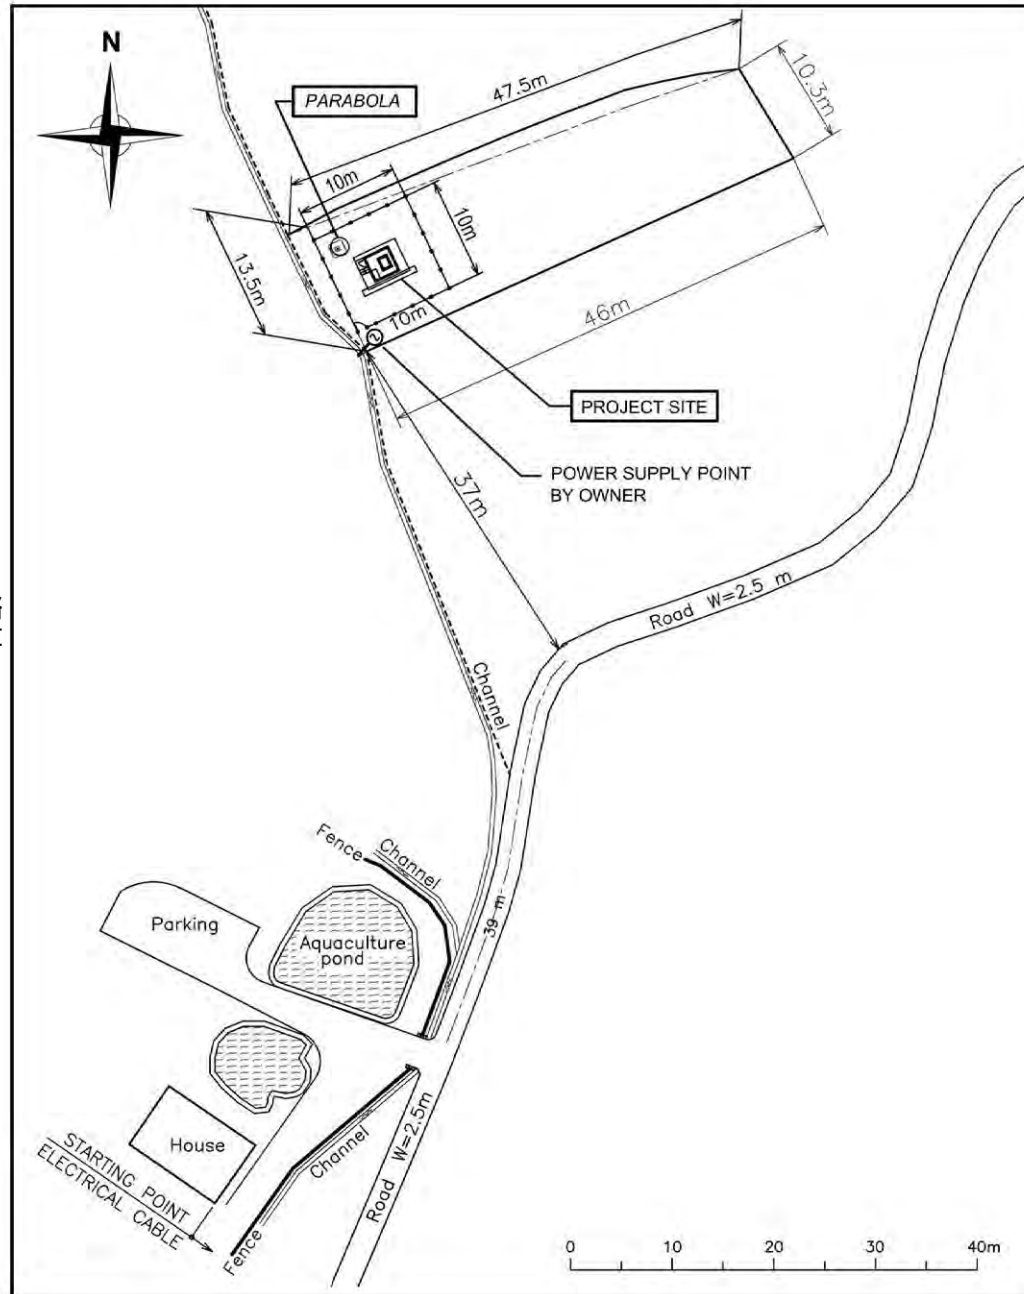 N
47.5m
10.3m
PARABOLA
10m
10m
13.5m
10m
2
46m
PROJECT SITE
POWER SUPPLY POINT
BY OWNER
37m
Road W=2.5 m
Channel
Fence
Channel
39 m
Parking
Aquaculture
pond
House
Channel
Road W=2.5m
STARTING POINT
ELECTRICAL CABLE
Fence
0 10 20 30 40m